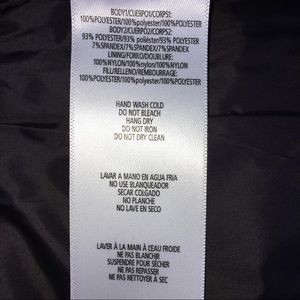 BODY1/CUERPO1/CORPS1:
100%POLYESTER/100%polyester/100%POLYESTER
BODY2/CUERPO2/CORPS2:
93% POLYESTER/93% poliéster/93% POLYESTER
7%SPANDEX/7%SPANDEX/7%SPANDEX
LINING/FORRO/DOUBLURE:
100%NYLON/100%nylon/100%NYLON
FILL/RELLENO/REMBOURRAGE:
100%POLYESTER/100%polyester/100%POLYESTER
HAND WASH COLD
DO NOT BLEACH
HANG DRY
DO NOT IRON
DO NOT DRY CLEAN
LAVAR A MANO EN AGUA FRIA
NO USE BLANQUEADOR
SECAR COLGADO
NO PLANCHE
NO LAVE EN SECO
LAVER À LA MAIN À L'EAU FROIDE
NE PAS BLANCHIR
SUSPENDRE POUR SÉCHER
NE PAS REPASSER
NE PAS NETTOYER À SEC